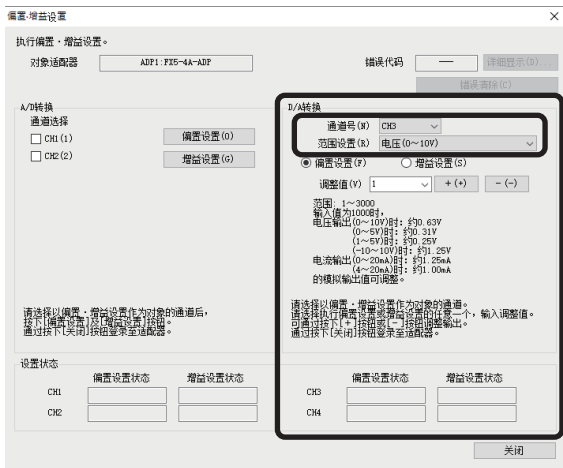 偏置·增益设置
执行偏置・增益设置。
对象适配器 ADP1:FX5-4A-ADP 错误代码 —— 详细显示(D)...
错误清除(C)
A/D转换
通道选择
CH1(1) 偏置设置(O)
CH2(2) 增益设置(G)
请选择以偏置・增益设置作为对象的通道后，
按下[偏置设置]及[增益设置]按钮。
通过按下[关闭]按钮登录至适配器。
D/A转换
通道号(N) CH3
范围设置(R) 电压(0～10V)
偏置设置(F) 增益设置(S)
调整值(V) 1 +(+) -(-)
范围: 1～3000
输入值为1000时，
电压输出(0～10V)时: 约0.63V
(0～5V)时: 约0.31V
(1～5V)时: 约0.25V
(-10～10V)时: 约1.25V
电流输出(0～20mA)时: 约1.25mA
(4～20mA)时: 约1.00mA
的模拟输出值可调整。
请选择以偏置・增益设置作为对象的通道。
请选择执行偏置设置或增益设置的任意一个，输入调整值。
可通过按下[+]按钮或[-]按钮调整输出。
通过按下[关闭]按钮登录至适配器。
设置状态
偏置设置状态 增益设置状态 偏置设置状态 增益设置状态
CH1 CH3
CH2 CH4
关闭